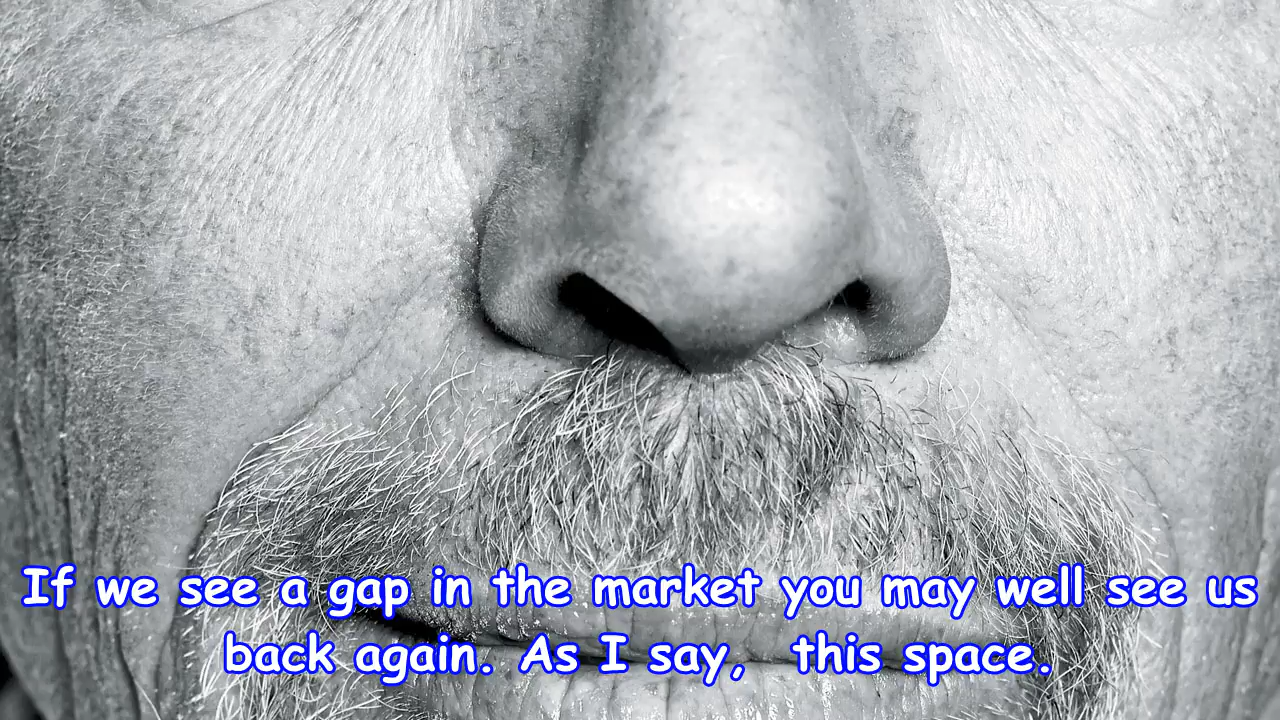 If we see a gap in the market you may well see us
back again. As I say, this space.